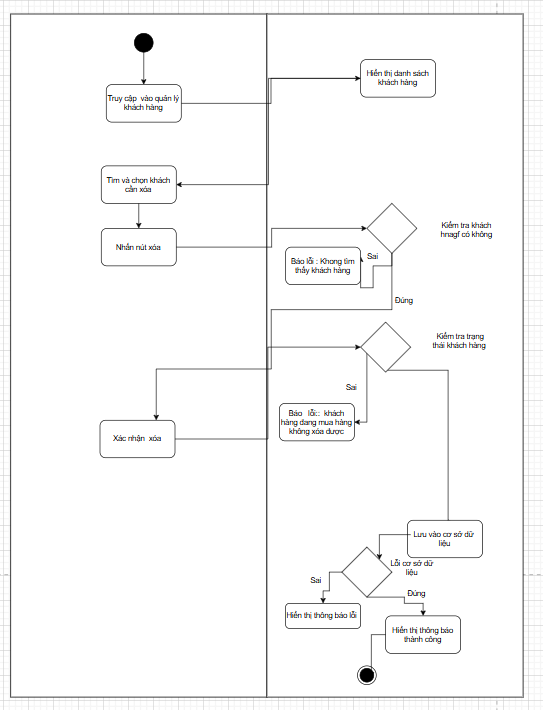 Hiển thị danh sách
khách hàng
Truy cập vào quản lý
khách hàng
Tìm và chọn khách
cần xóa
Nhấn nút xóa
Kiểm tra khách
hnagf có không
Báo lỗi : Khong tìm
thấy khách hàng
Sai
Đúng
Kiểm tra trạng
thái khách hàng
Sai
Báo lỗi:: khách
hàng đang mua hàng
không xóa được
Xác nhận xóa
Lưu vào cơ sở dữ
liệu
Lỗi cơ sở dữ
liệu
Sai
Đúng
Hiển thị thông báo lỗi
Hiển thị thông báo
thành công